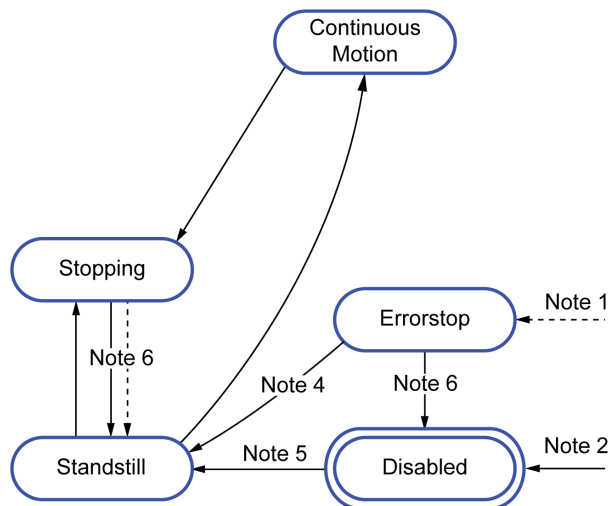 Continuous
Motion
Stopping
Note 1
Errorstop
Note 6
Note 4
Note 6
Note 5
Note 2
Standstill
Disabled